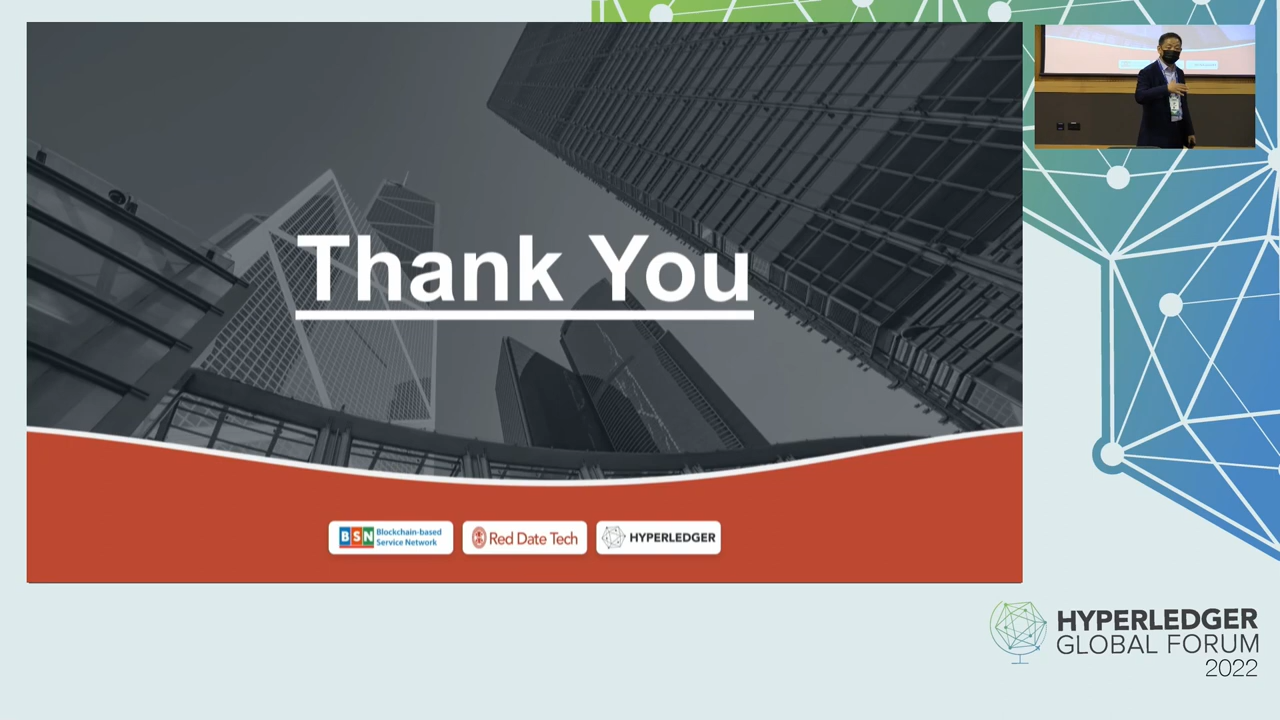 Thank You
BSN Blockchain-based
Service Network
Red Date Tech
HYPERLEDGER
HYPERLEDGER
GLOBAL FORUM
2022